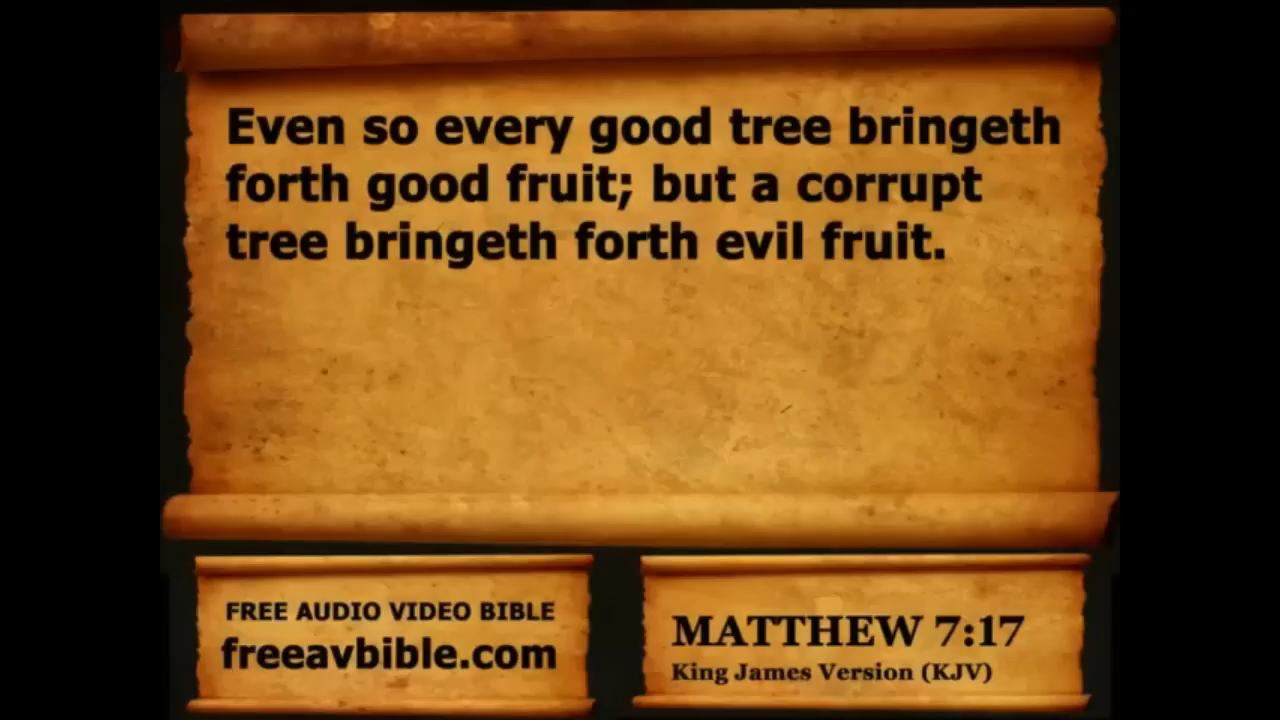 Even so every good tree bringeth
forth good fruit; but a corrupt
tree bringeth forth evil fruit.
FREE AUDIO VIDEO BIBLE
freeavbible.com
MATTHEW 7:17
King James Version (KJV)